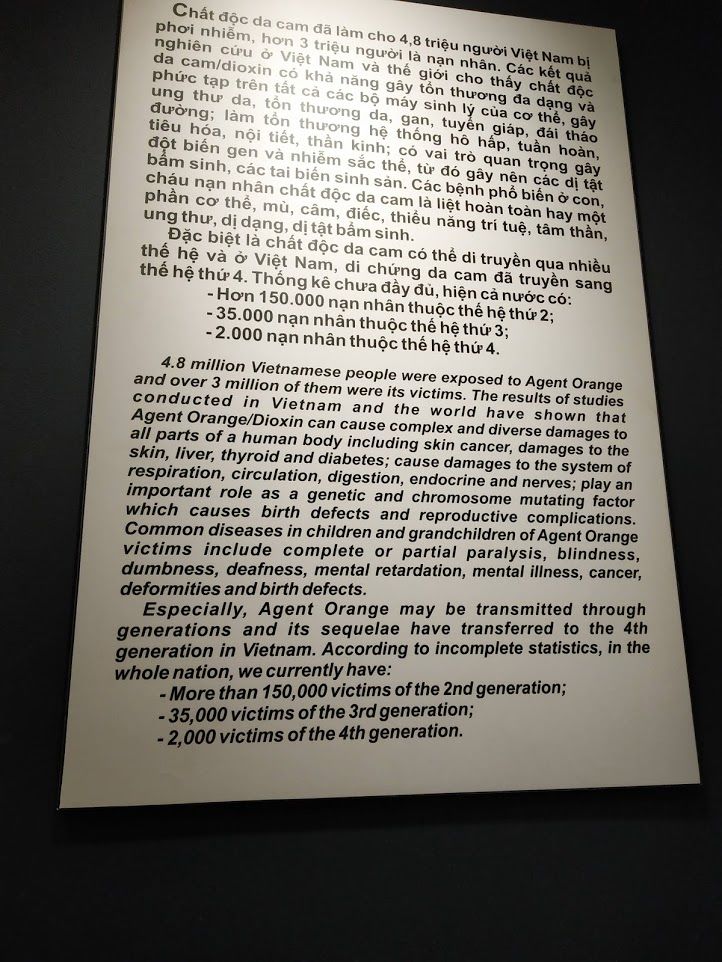 Chất độc da cam đã làm cho 4,8 triệu người Việt Nam bị
phơi nhiễm, hơn 3 triệu người là nạn nhân. Các kết quả
nghiên cứu ở Việt Nam và thế giới cho thấy chất độc
da cam/dioxin có khả năng gây tổn thương đa dạng và
phức tạp trên tất cả các bộ máy sinh lý của cơ thể, gây
ung thư da, tổn thương da, gan, tuyến giáp, đái tháo
đường; làm tổn thương hệ thống hô hấp, tuần hoàn,
tiêu hóa, nội tiết, thần kinh; có vai trò quan trọng gây
đột biến gen và nhiễm sắc thể, từ đó gây nên các dị tật
bẩm sinh, các tai biến sinh sản. Các bệnh phổ biến ở con,
cháu nạn nhân chất độc da cam là liệt hoàn toàn hay một
phần cơ thể, mù, câm, điếc, thiểu năng trí tuệ, tâm thần,
ung thư, dị dạng, dị tật bẩm sinh.
Đặc biệt là chất độc da cam có thể di truyền qua nhiều
thế hệ và ở Việt Nam, di chứng da cam đã truyền sang
thế hệ thứ 4. Thống kê chưa đầy đủ, hiện cả nước có:
- Hơn 150.000 nạn nhân thuộc thế hệ thứ 2;
- 35.000 nạn nhân thuộc thế hệ thứ 3;
- 2.000 nạn nhân thuộc thế hệ thứ 4.
4.8 million Vietnamese people were exposed to Agent Orange
and over 3 million of them were its victims. The results of studies
conducted in Vietnam and the world have shown that
Agent Orange/Dioxin can cause complex and diverse damages to
all parts of a human body including skin cancer, damages to the
skin, liver, thyroid and diabetes; cause damages to the system of
respiration, circulation, digestion, endocrine and nerves; play an
important role as a genetic and chromosome mutating factor
which causes birth defects and reproductive complications.
Common diseases in children and grandchildren of Agent Orange
victims include complete or partial paralysis, blindness,
dumbness, deafness, mental retardation, mental illness, cancer,
deformities and birth defects.
Especially, Agent Orange may be transmitted through
generations and its sequelae have transferred to the 4th
generation in Vietnam. According to incomplete statistics, in the
whole nation, we currently have:
- More than 150,000 victims of the 2nd generation;
- 35,000 victims of the 3rd generation;
- 2,000 victims of the 4th generation.